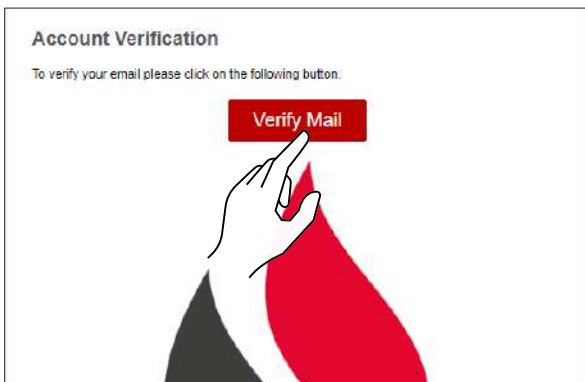 Account Verification
To verify your email please click on the following button.
Verify Mail